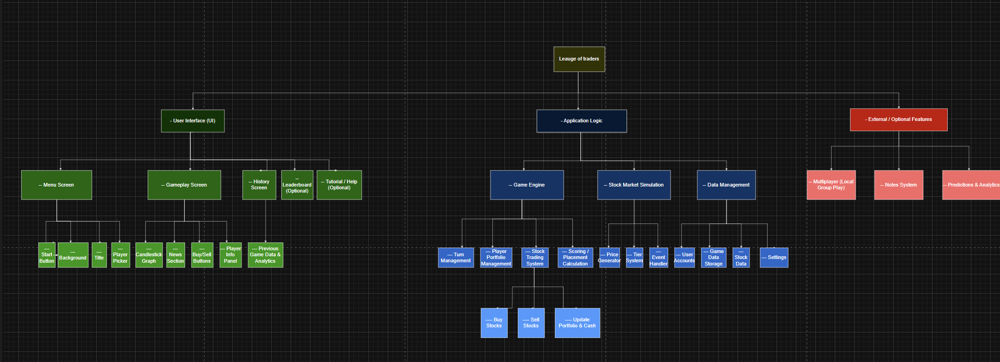 Leauge of traders
- User Interface (UI)
- Application Logic
- External / Optional Features
-- Menu Screen
-- Gameplay Screen
-- History
Screen
--
Leaderboard
(Optional)
-- Tutorial / Help
(Optional)
-- Game Engine
-- Stock Market Simulation
-- Data Management
-- Multiplayer (Local
Group Play)
-- Notes System
-- Predictions & Analytics
---
Start
Button
---
Background
---
Title
---
Player
Picker
---
Candlestick
Graph
---
News
Section
---
Buy/Sell
Buttons
--- Player
Info
Panel
--- Previous
Game Data &
Analytics
--- Turn
Management
--- Player
Portfolio
Management
--- Stock
Trading
System
--- Scoring /
Placement
Calculation
--- Price
Generator
--- Tier
System
---
Event
Handler
--- User
Accounts
--- Game
Data
Storage
---
Stock
Data
--- Settings
---- Buy
Stocks
---- Sell
Stocks
---- Update
Portfolio & Cash